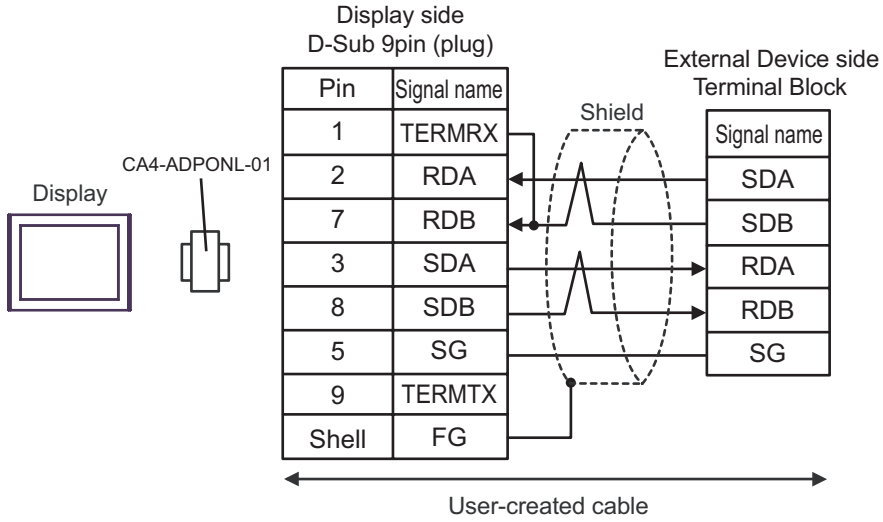 Display side
D-Sub 9pin (plug)
External Device side
Terminal Block
Pin Signal name
Shield
Signal name
1 TERMRX
CA4-ADPONL-01
Display
2 RDA
SDA
7 RDB
SDB
3 SDA
RDA
8 SDB
RDB
5 SG
SG
9 TERMTX
Shell FG
User-created cable